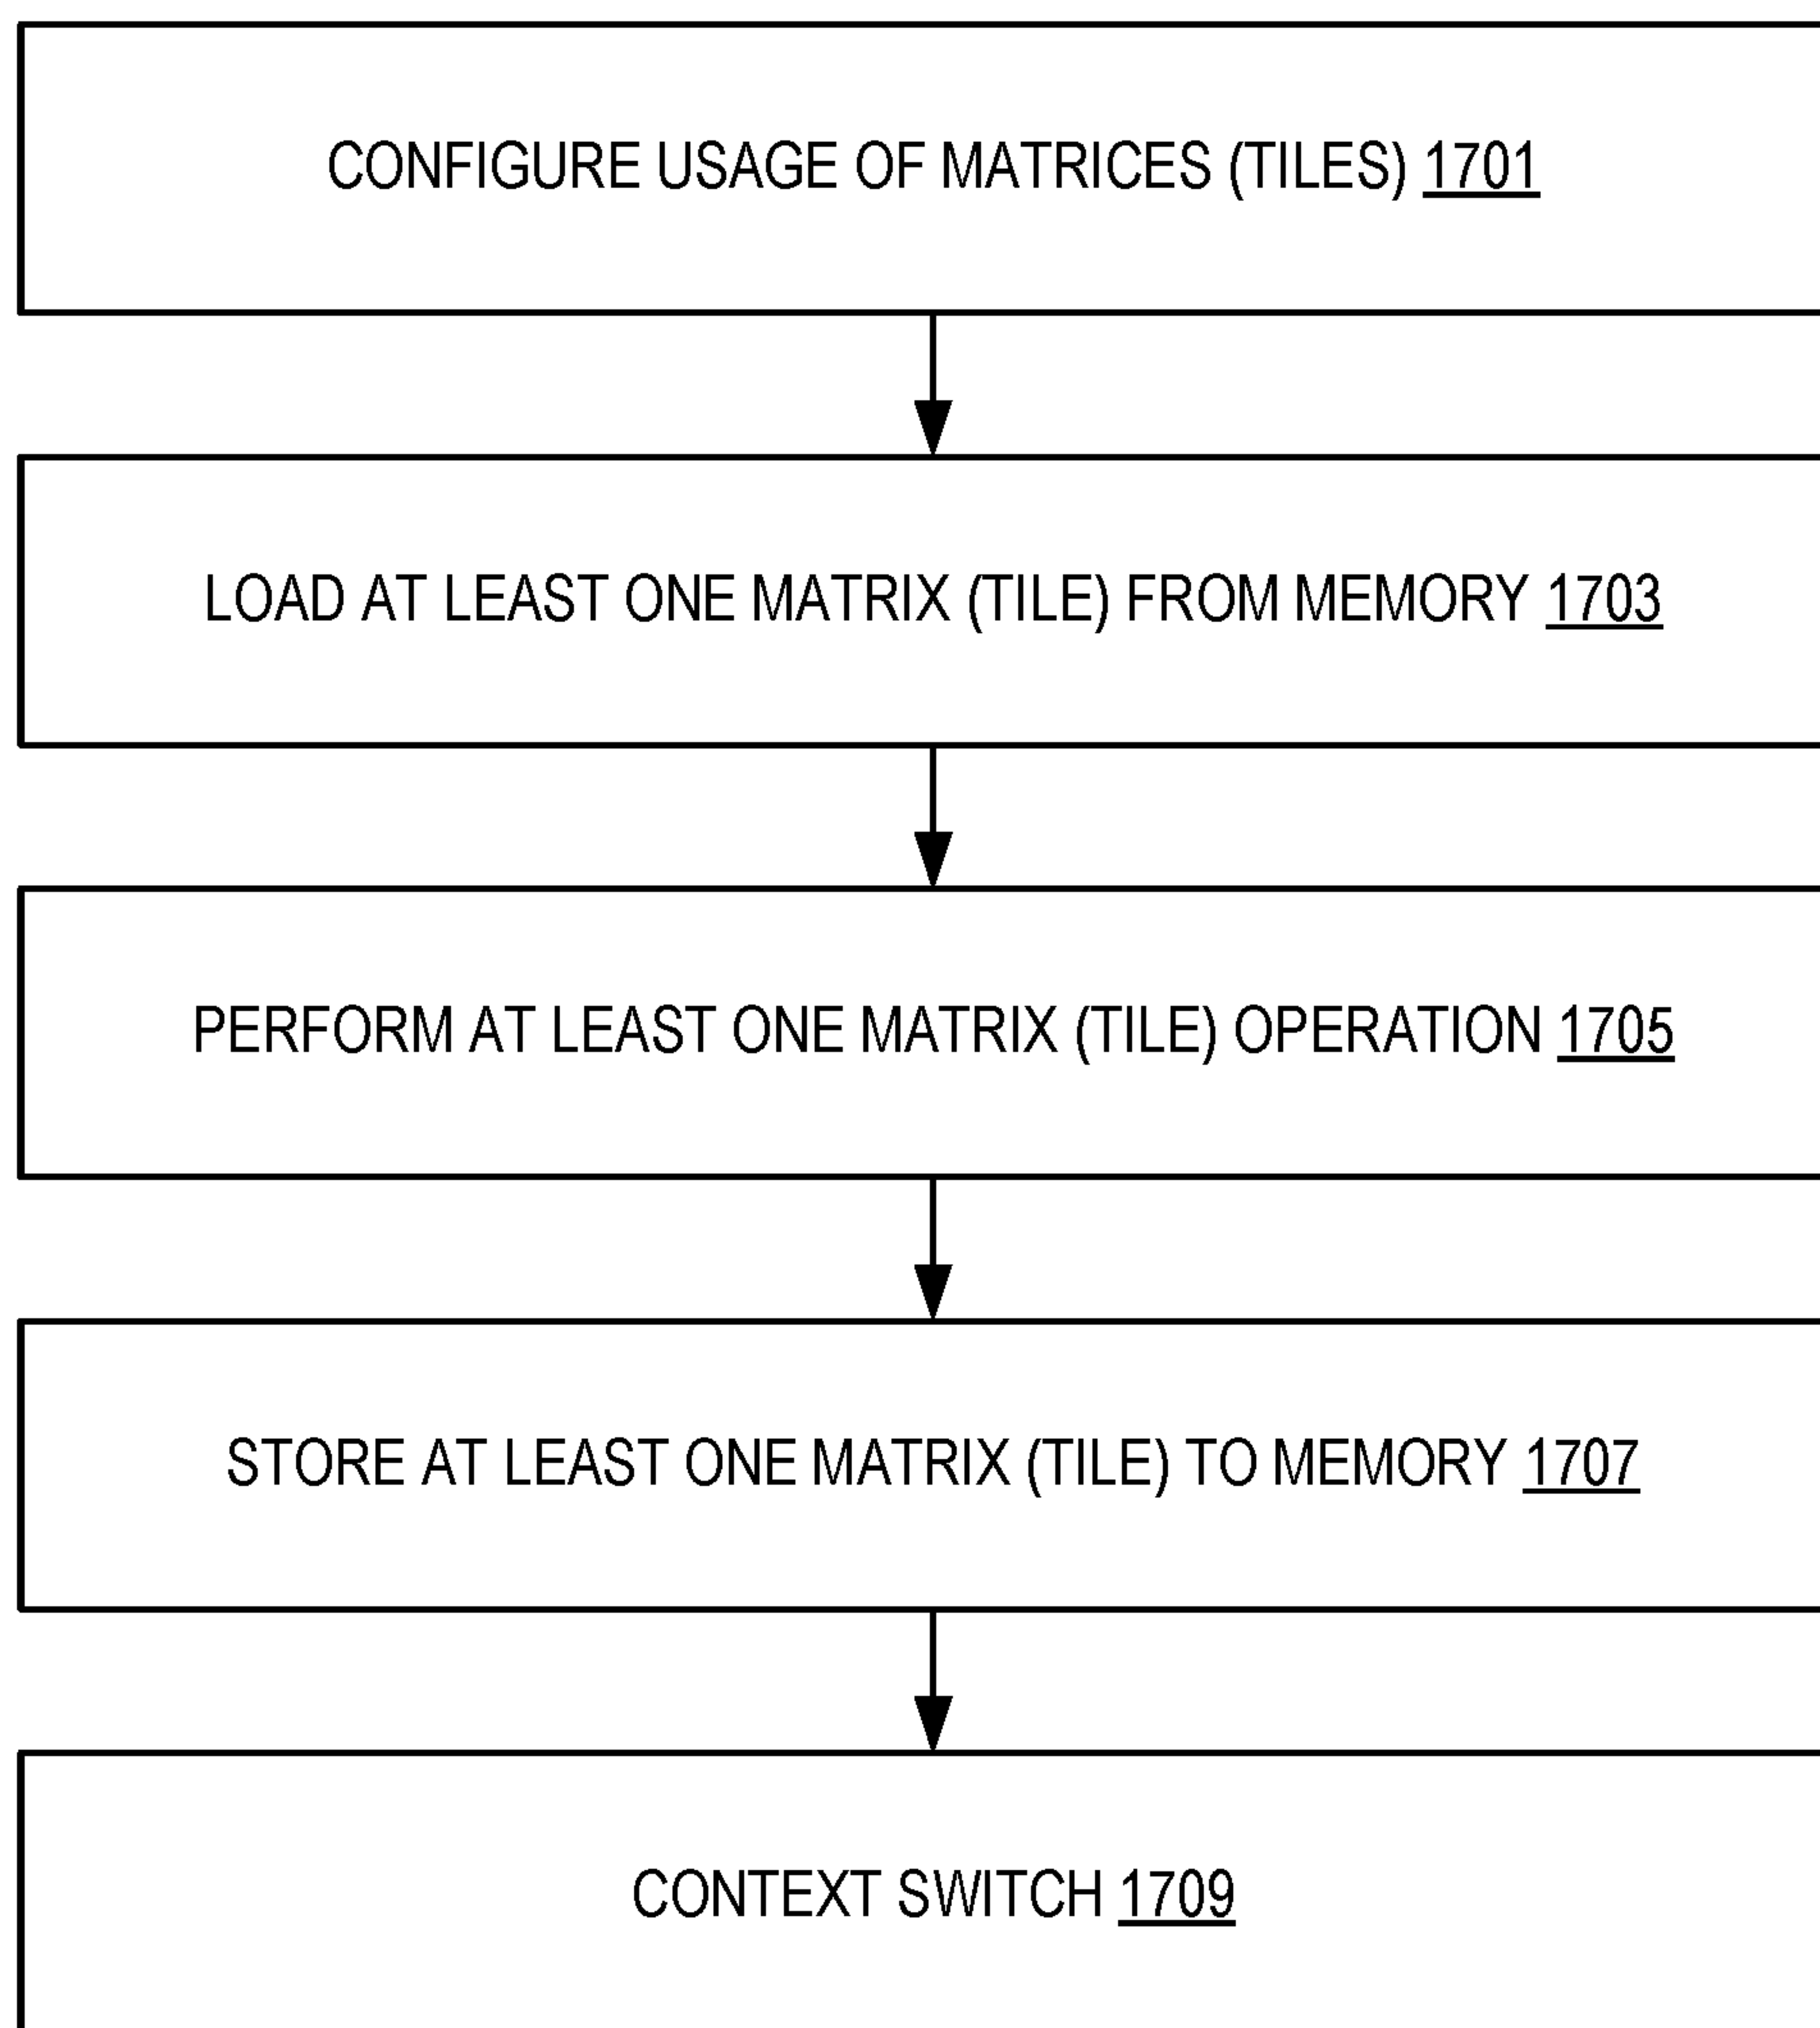 CONFIGURE USAGE OF MATRICES (TILES) 1701
LOAD AT LEAST ONE MATRIX (TILE) FROM MEMORY 1703
PERFORM AT LEAST ONE MATRIX (TILE) OPERATION 1705
STORE AT LEAST ONE MATRIX (TILE) TO MEMORY 1707
CONTEXT SWITCH 1709